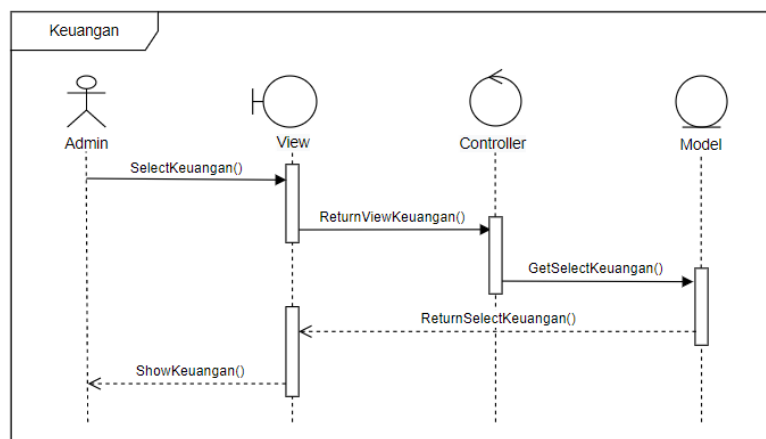 Keuangan
Admin
View
Controller
Model
SelectKeuangan()
ReturnViewKeuangan()
GetSelectKeuangan()
ReturnSelectKeuangan()
ShowKeuangan()